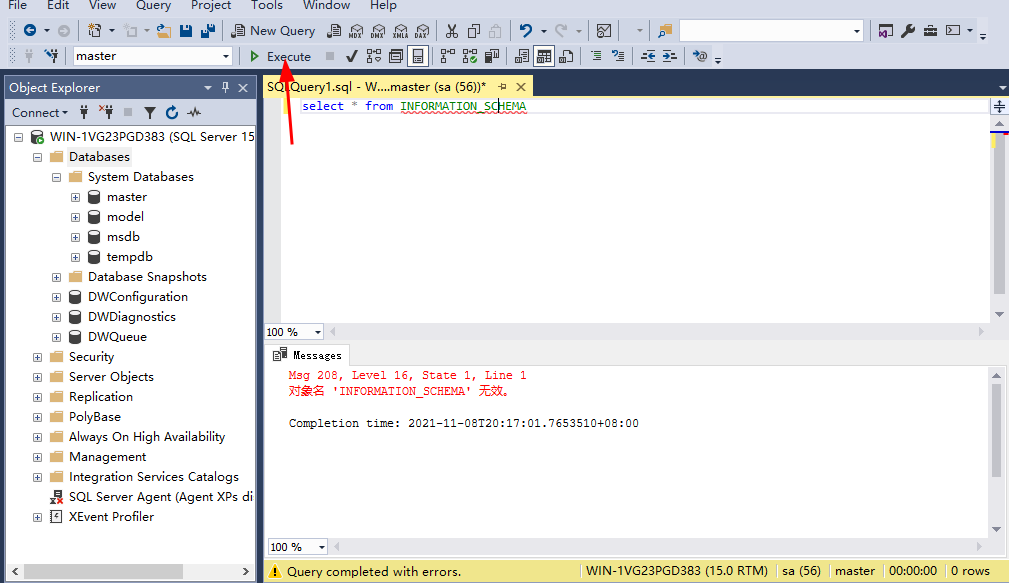 File Edit View Query Project Tools Window Help
New Query MDX DMX XMLA DAX
master Execute
Object Explorer
SQLQuery1.sql - W....master (sa (56))*
Connect
select * from INFORMATION_SCHEMA
WIN-1VG23PGD383 (SQL Server 15
Databases
System Databases
master
model
msdb
tempdb
Database Snapshots
DWConfiguration
DWDiagnostics
DWQueue
Security
Server Objects
Replication
PolyBase
Always On High Availability
Management
Integration Services Catalogs
SQL Server Agent (Agent XPs di
XEvent Profiler
100 %
Messages
Msg 208, Level 16, State 1, Line 1
对象名 'INFORMATION_SCHEMA' 无效。
Completion time: 2021-11-08T20:17:01.7653510+08:00
100 %
Query completed with errors. WIN-1VG23PGD383 (15.0 RTM) sa (56) master 00:00:00 0 rows